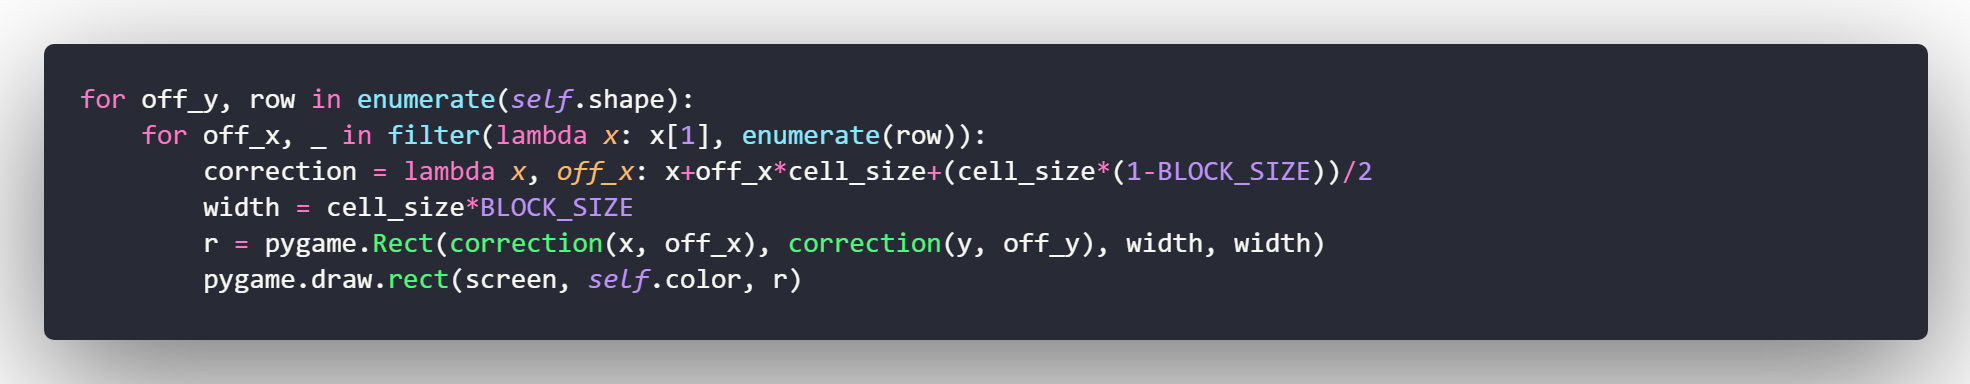 for off_y, row in enumerate(self.shape):
    for off_x, _ in filter(lambda x: x[1], enumerate(row)):
        correction = lambda x, off_x: x+off_x*cell_size+(cell_size*(1-BLOCK_SIZE))/2
        width = cell_size*BLOCK_SIZE
        r = pygame.Rect(correction(x, off_x), correction(y, off_y), width, width)
        pygame.draw.rect(screen, self.color, r)